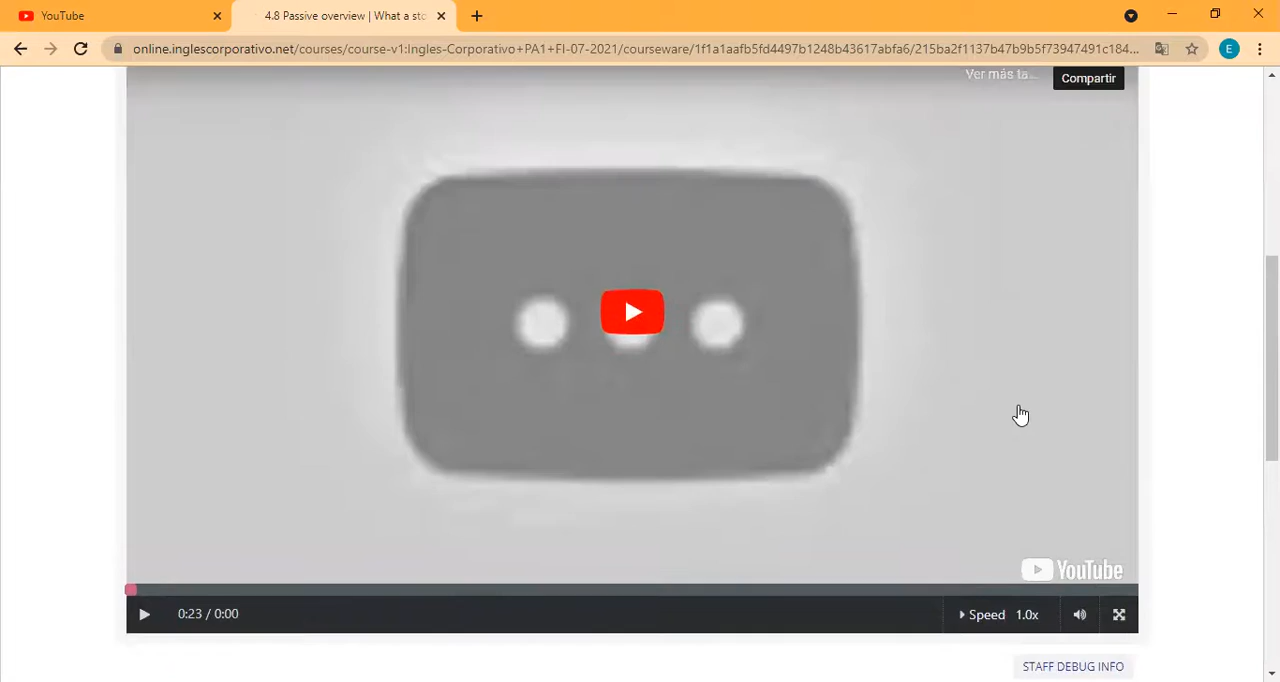 YouTube
4.8 Passive overview | What a sto
online.inglescorporativo.net/courses/course-v1:Ingles-Corporativo+PA1+FI-07-2021/courseware/1f1a1aafb5fd4497b1248b43617abfa6/215ba2f1137b47b9b5f73947491c184...
E
Ver más ta...
Compartir
YouTube
0:23 / 0:00
Speed 1.0x
STAFF DEBUG INFO